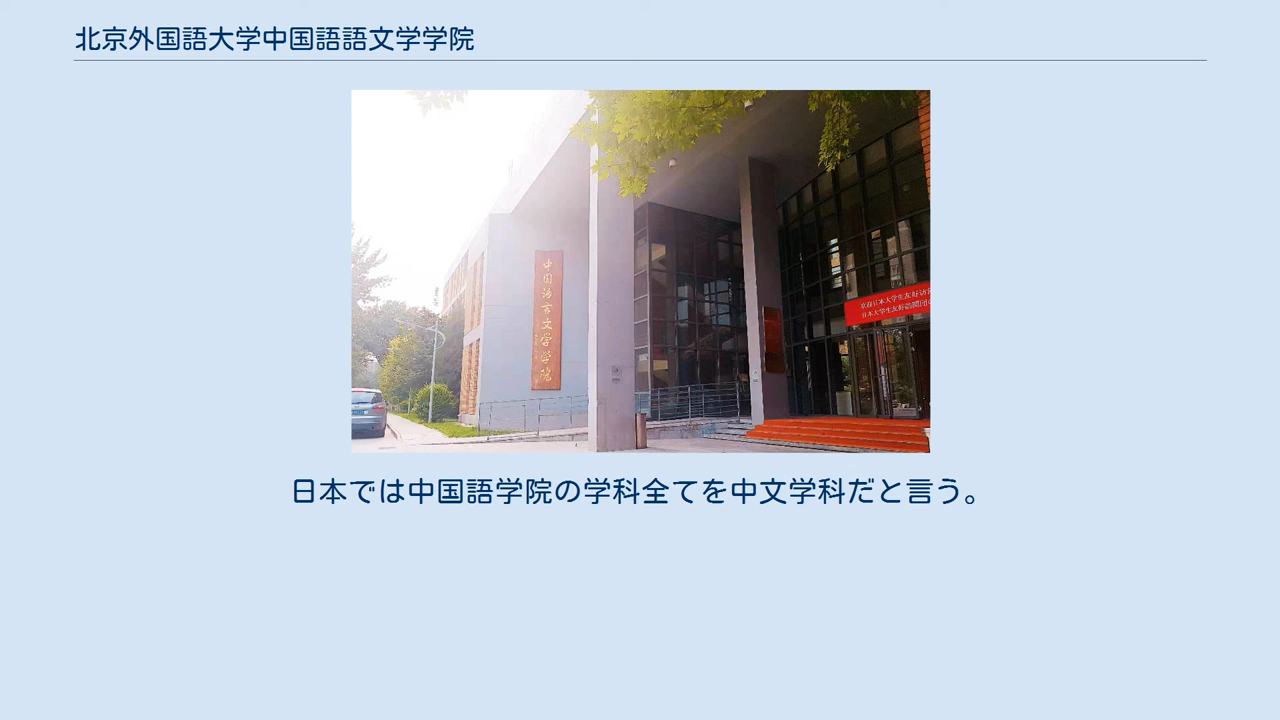 北京外国語大学中国語語文学学院
中国语言文学学院
日本では中国語学院の学科全てを中文学科だと言う。